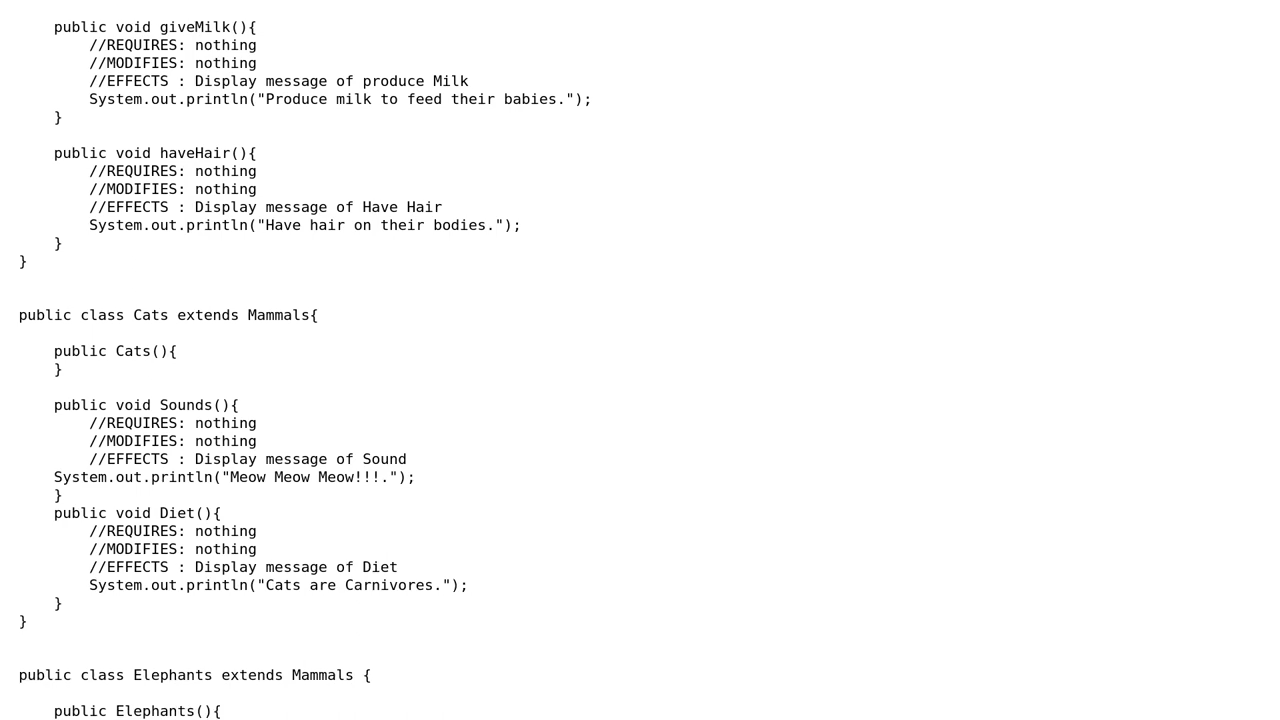 public void giveMilk(){
        //REQUIRES: nothing
        //MODIFIES: nothing
        //EFFECTS : Display message of produce Milk
        System.out.println("Produce milk to feed their babies.");
    }

    public void haveHair(){
        //REQUIRES: nothing
        //MODIFIES: nothing
        //EFFECTS : Display message of Have Hair
        System.out.println("Have hair on their bodies.");
    }
}


public class Cats extends Mammals{

    public Cats(){
    }

    public void Sounds(){
        //REQUIRES: nothing
        //MODIFIES: nothing
        //EFFECTS : Display message of Sound
    System.out.println("Meow Meow Meow!!!.");
    }
    public void Diet(){
        //REQUIRES: nothing
        //MODIFIES: nothing
        //EFFECTS : Display message of Diet
        System.out.println("Cats are Carnivores.");
    }
}


public class Elephants extends Mammals {

    public Elephants(){